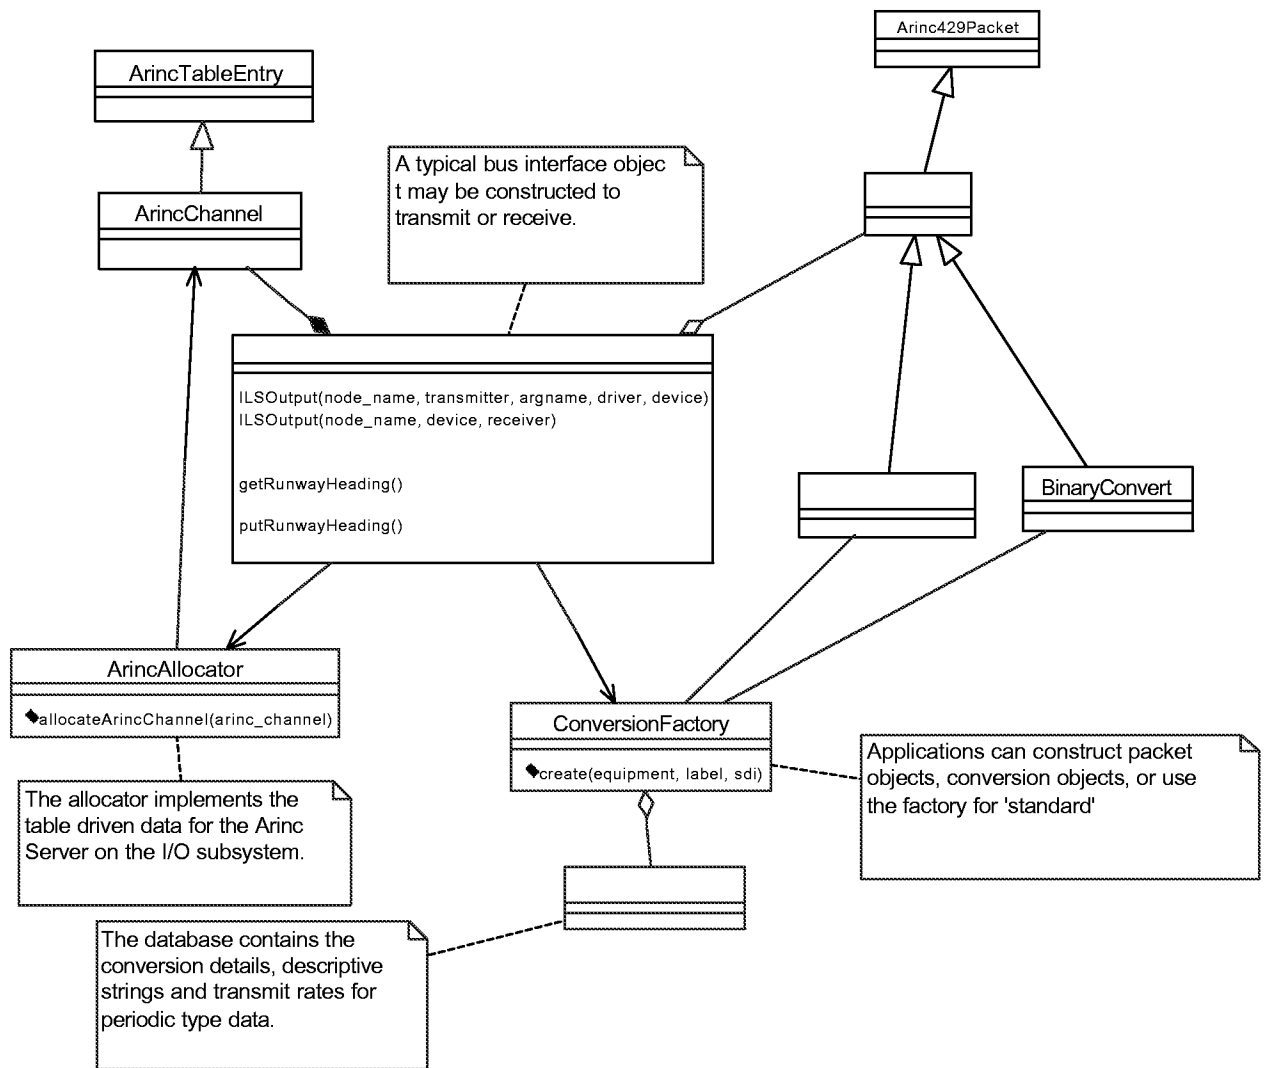 Arinc429Packet
ArincTableEntry
A typical bus interface objec
t may be constructed to
transmit or receive.
ArincChannel
ILSOutput(node_name, transmitter, argname, driver, device)
ILSOutput(node_name, device, receiver)
getRunwayHeading()
putRunwayHeading()
BinaryConvert
ArincAllocator
allocateArincChannel(arinc_channel)
ConversionFactory
create(equipment, label, sdi)
Applications can construct packet
objects, conversion objects, or use
the factory for 'standard'
The allocator implements the
table driven data for the Arinc
Server on the I/O subsystem.
The database contains the
conversion details, descriptive
strings and transmit rates for
periodic type data.